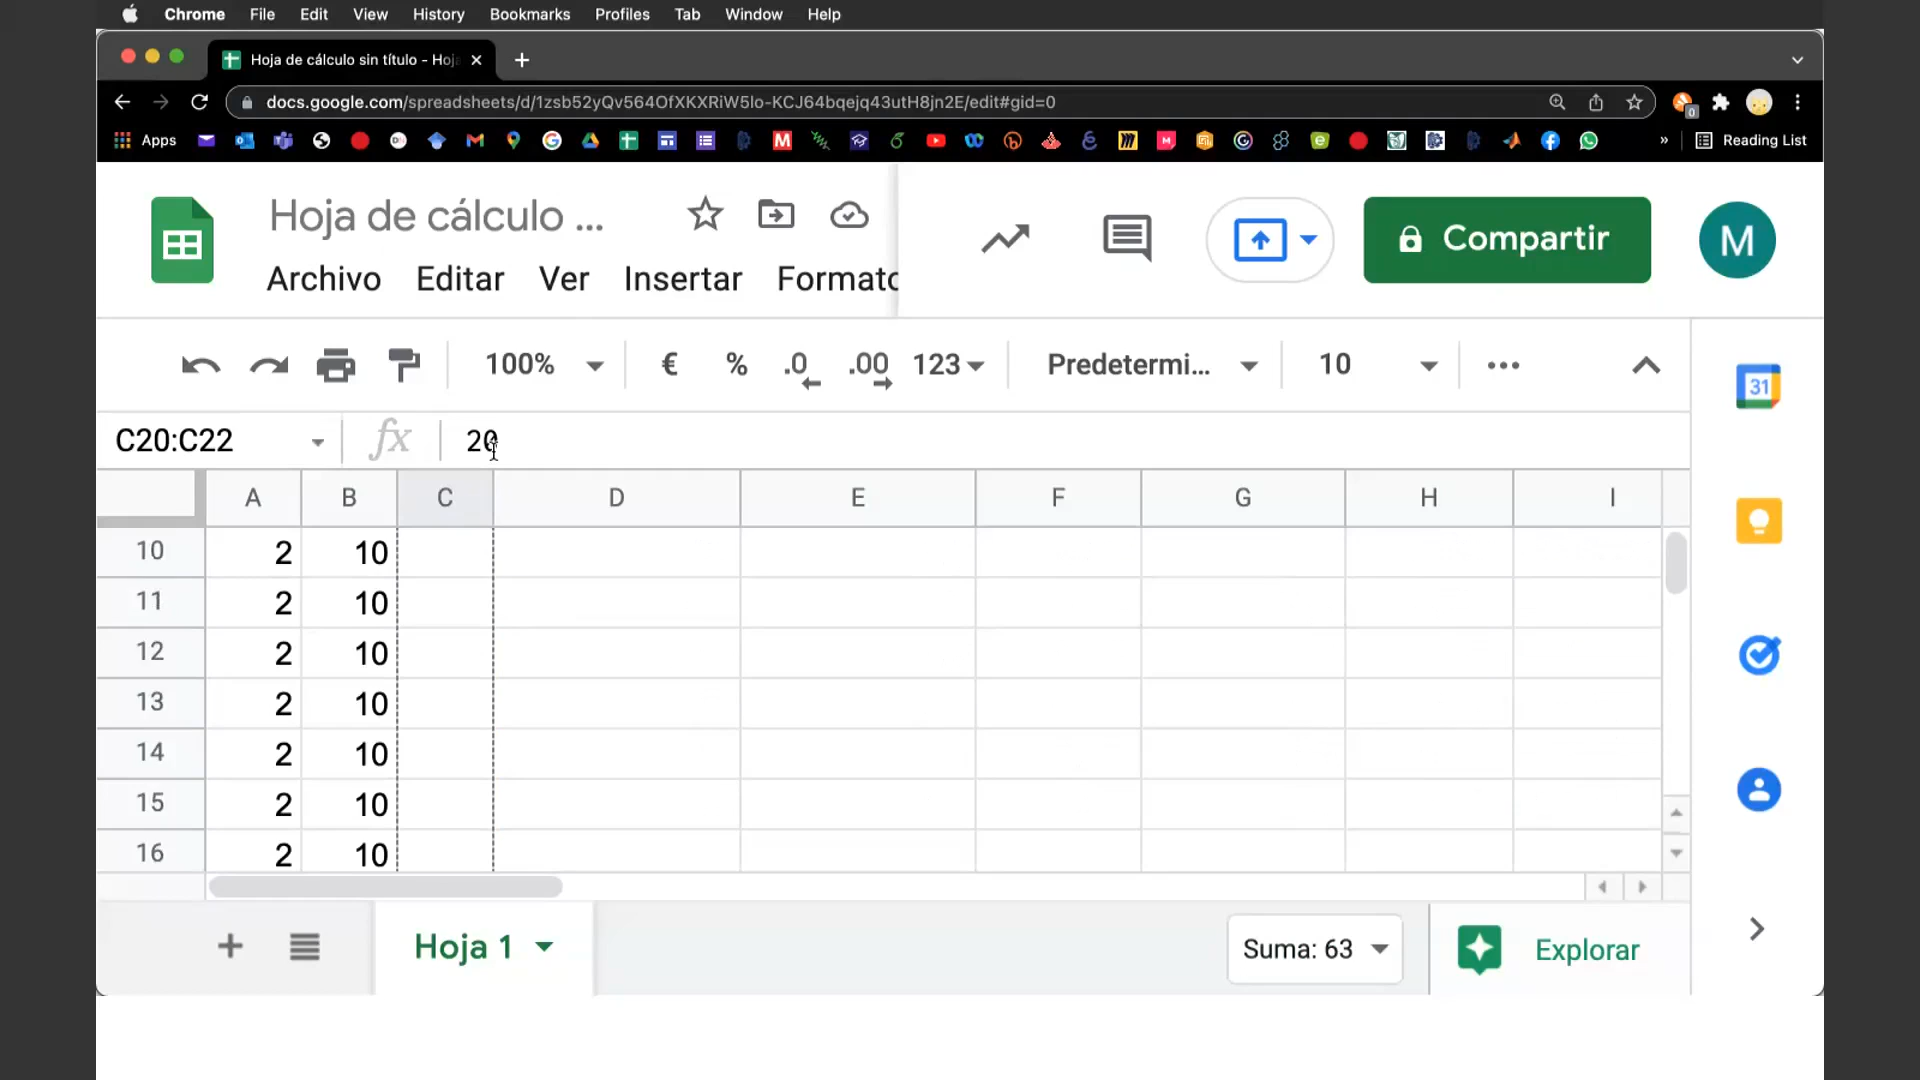 Chrome File Edit View History Bookmarks Profiles Tab Window Help
Hoja de cálculo sin título - Hoj
docs.google.com/spreadsheets/d/1zsb52yQv564OfXKXRiW5lo-KCJ64bqejq43utH8jn2E/edit#gid=0
Apps Reading List
Hoja de cálculo ...
Compartir M
Archivo Editar Ver Insertar Formato
100% € % .0 .00 123 Predetermi... 10
31
C20:C22 fx 20
A B C D E F G H I
10 2 10
11 2 10
12 2 10
13 2 10
14 2 10
15 2 10
16 2 10
Hoja 1 Suma: 63 Explorar